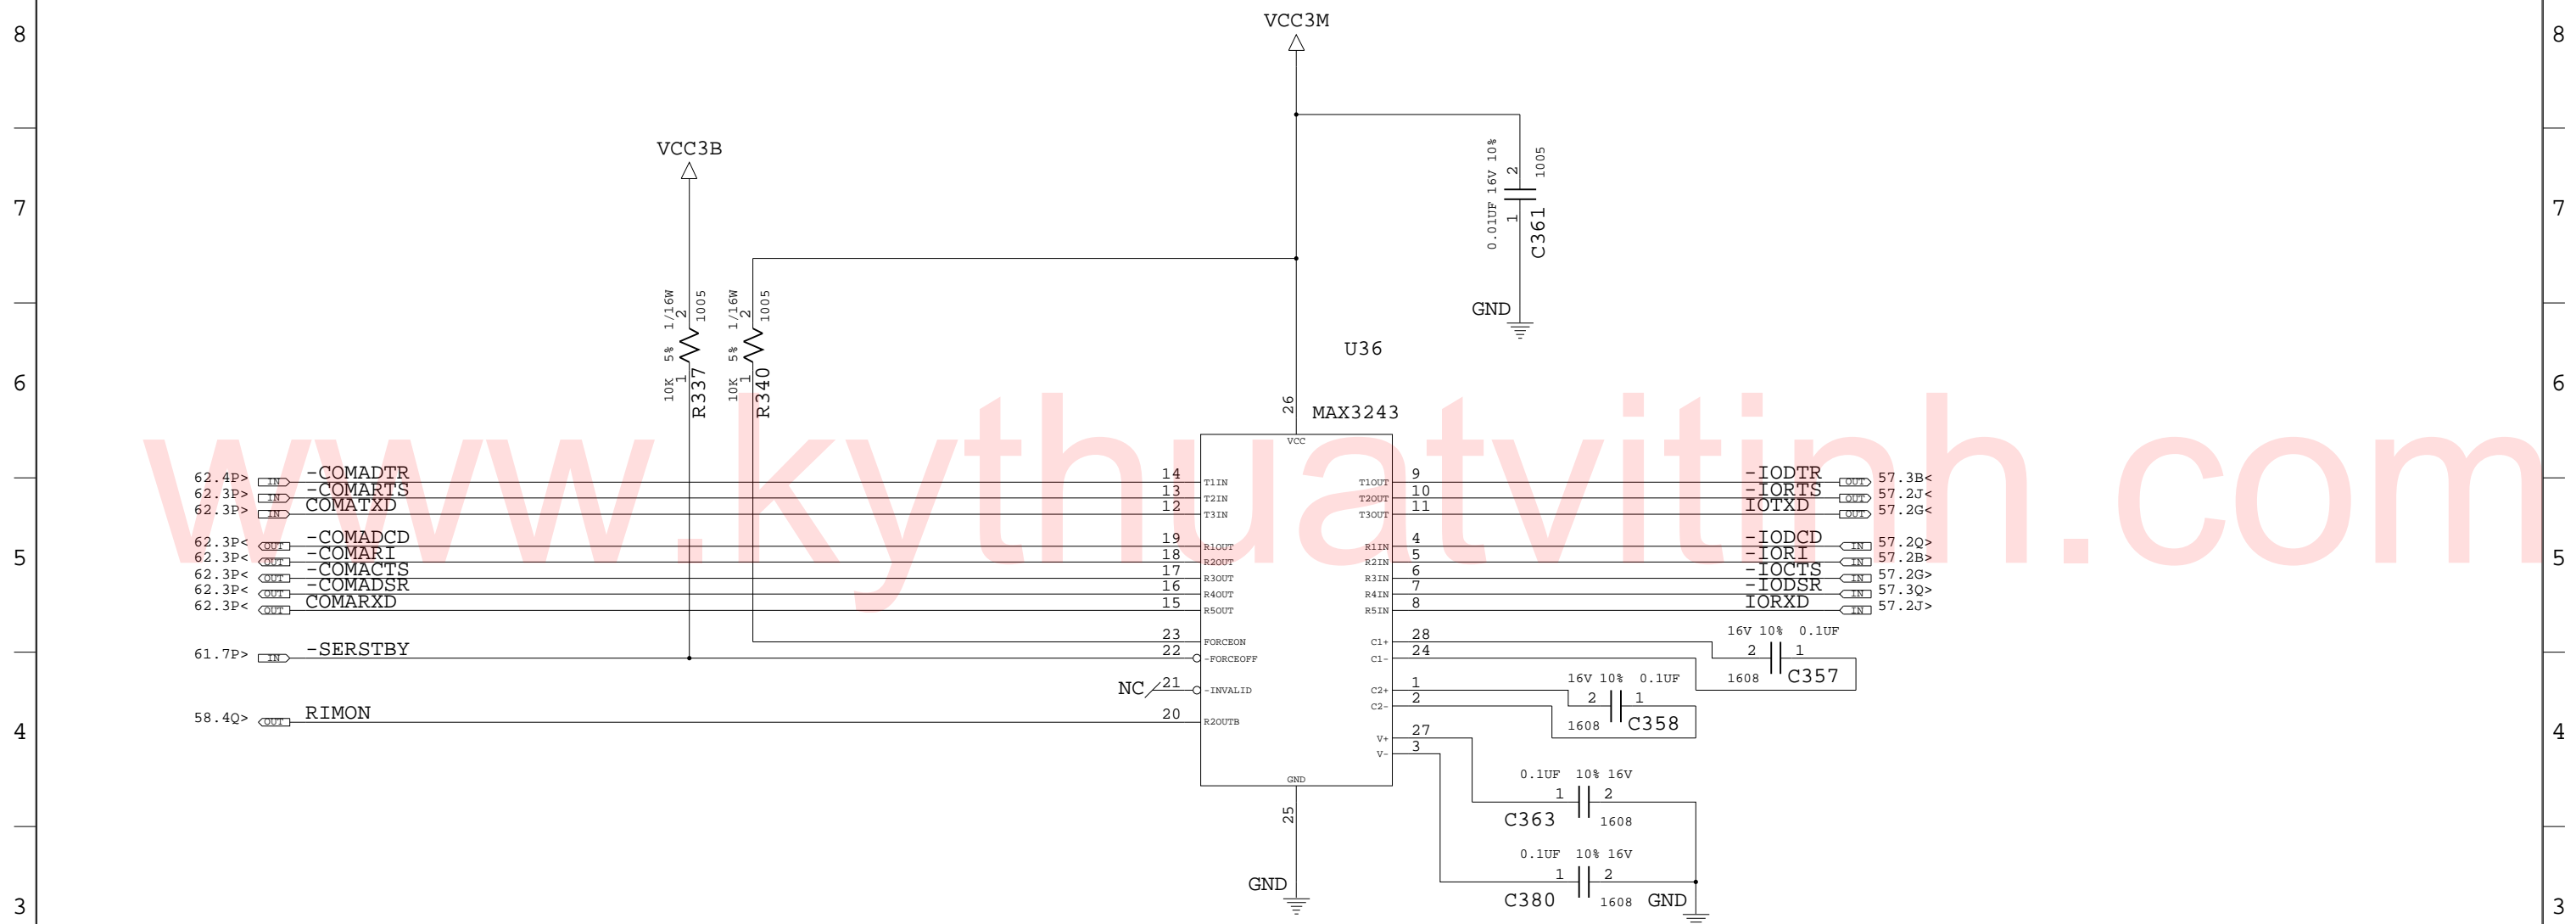 8
VCC3M
8
VCC3B
0.01UF 16V 10%
2
1005
7
1
C361
7
10K 5% 1/16W
2
1005
1
R337
10K 5% 1/16W
2
1005
1
R340
GND
U36
6
6
26
MAX3243
VCC
www.kythuatvitinh.com
62.4P> IN -COMADTR 14 T1IN T1OUT 9 -IODTR OUT 57.3B<
62.3P> IN -COMARTS 13 T2IN T2OUT 10 -IORTS OUT 57.2J<
62.3P> IN COMATXD 12 T3IN T3OUT 11 IOTXD OUT 57.2G<
62.3P< OUT -COMADCD 19 R1OUT R1IN 4 -IODCD IN 57.2Q>
5
62.3P< OUT -COMARI 18 R2OUT R2IN 5 -IORI IN 57.2B>
5
62.3P< OUT -COMACTS 17 R3OUT R3IN 6 -IOCTS IN 57.2G>
62.3P< OUT -COMADSR 16 R4OUT R4IN 7 -IODSR IN 57.3Q>
62.3P< OUT COMARXD 15 R5OUT R5IN 8 IORXD IN 57.2J>
16V 10% 0.1UF
23 FORCEON C1+ 28
61.7P> IN -SERSTBY 22 -FORCEOFF C1- 24
2 1
1608 C357
16V 10% 0.1UF
NC 21 -INVALID C2+ 1
C2- 2
2 1
1608 C358
58.4Q> OUT RIMON 20 R2OUTB
4
V+ 27
V- 3
4
GND
0.1UF 10% 16V
1 2
C363 1608
25
0.1UF 10% 16V
1 2
GND
C380 1608 GND
3
3